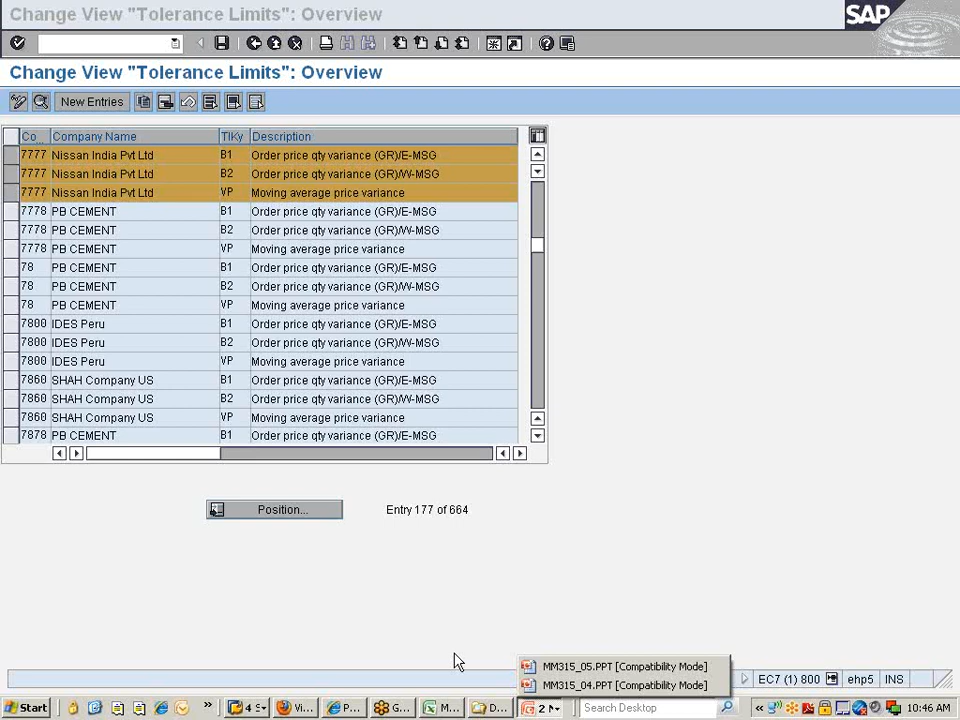 Change View "Tolerance Limits": Overview
SAP
Change View "Tolerance Limits": Overview
New Entries
Co... Company Name TlKy Description
7777 Nissan India Pvt Ltd B1 Order price qty variance (GR)/E-MSG
7777 Nissan India Pvt Ltd B2 Order price qty variance (GR)/W-MSG
7777 Nissan India Pvt Ltd VP Moving average price variance
7778 PB CEMENT B1 Order price qty variance (GR)/E-MSG
7778 PB CEMENT B2 Order price qty variance (GR)/W-MSG
7778 PB CEMENT VP Moving average price variance
78 PB CEMENT B1 Order price qty variance (GR)/E-MSG
78 PB CEMENT B2 Order price qty variance (GR)/W-MSG
78 PB CEMENT VP Moving average price variance
7800 IDES Peru B1 Order price qty variance (GR)/E-MSG
7800 IDES Peru B2 Order price qty variance (GR)/W-MSG
7800 IDES Peru VP Moving average price variance
7860 SHAH Company US B1 Order price qty variance (GR)/E-MSG
7860 SHAH Company US B2 Order price qty variance (GR)/W-MSG
7860 SHAH Company US VP Moving average price variance
7878 PB CEMENT B1 Order price qty variance (GR)/E-MSG
Position... Entry 177 of 664
MM315_05.PPT [Compatibility Mode]
MM315_04.PPT [Compatibility Mode]
EC7 (1) 800 ehp5 INS
Start » 4 S... Vi... P... G... M... D... 2 M... Search Desktop « 10:46 AM